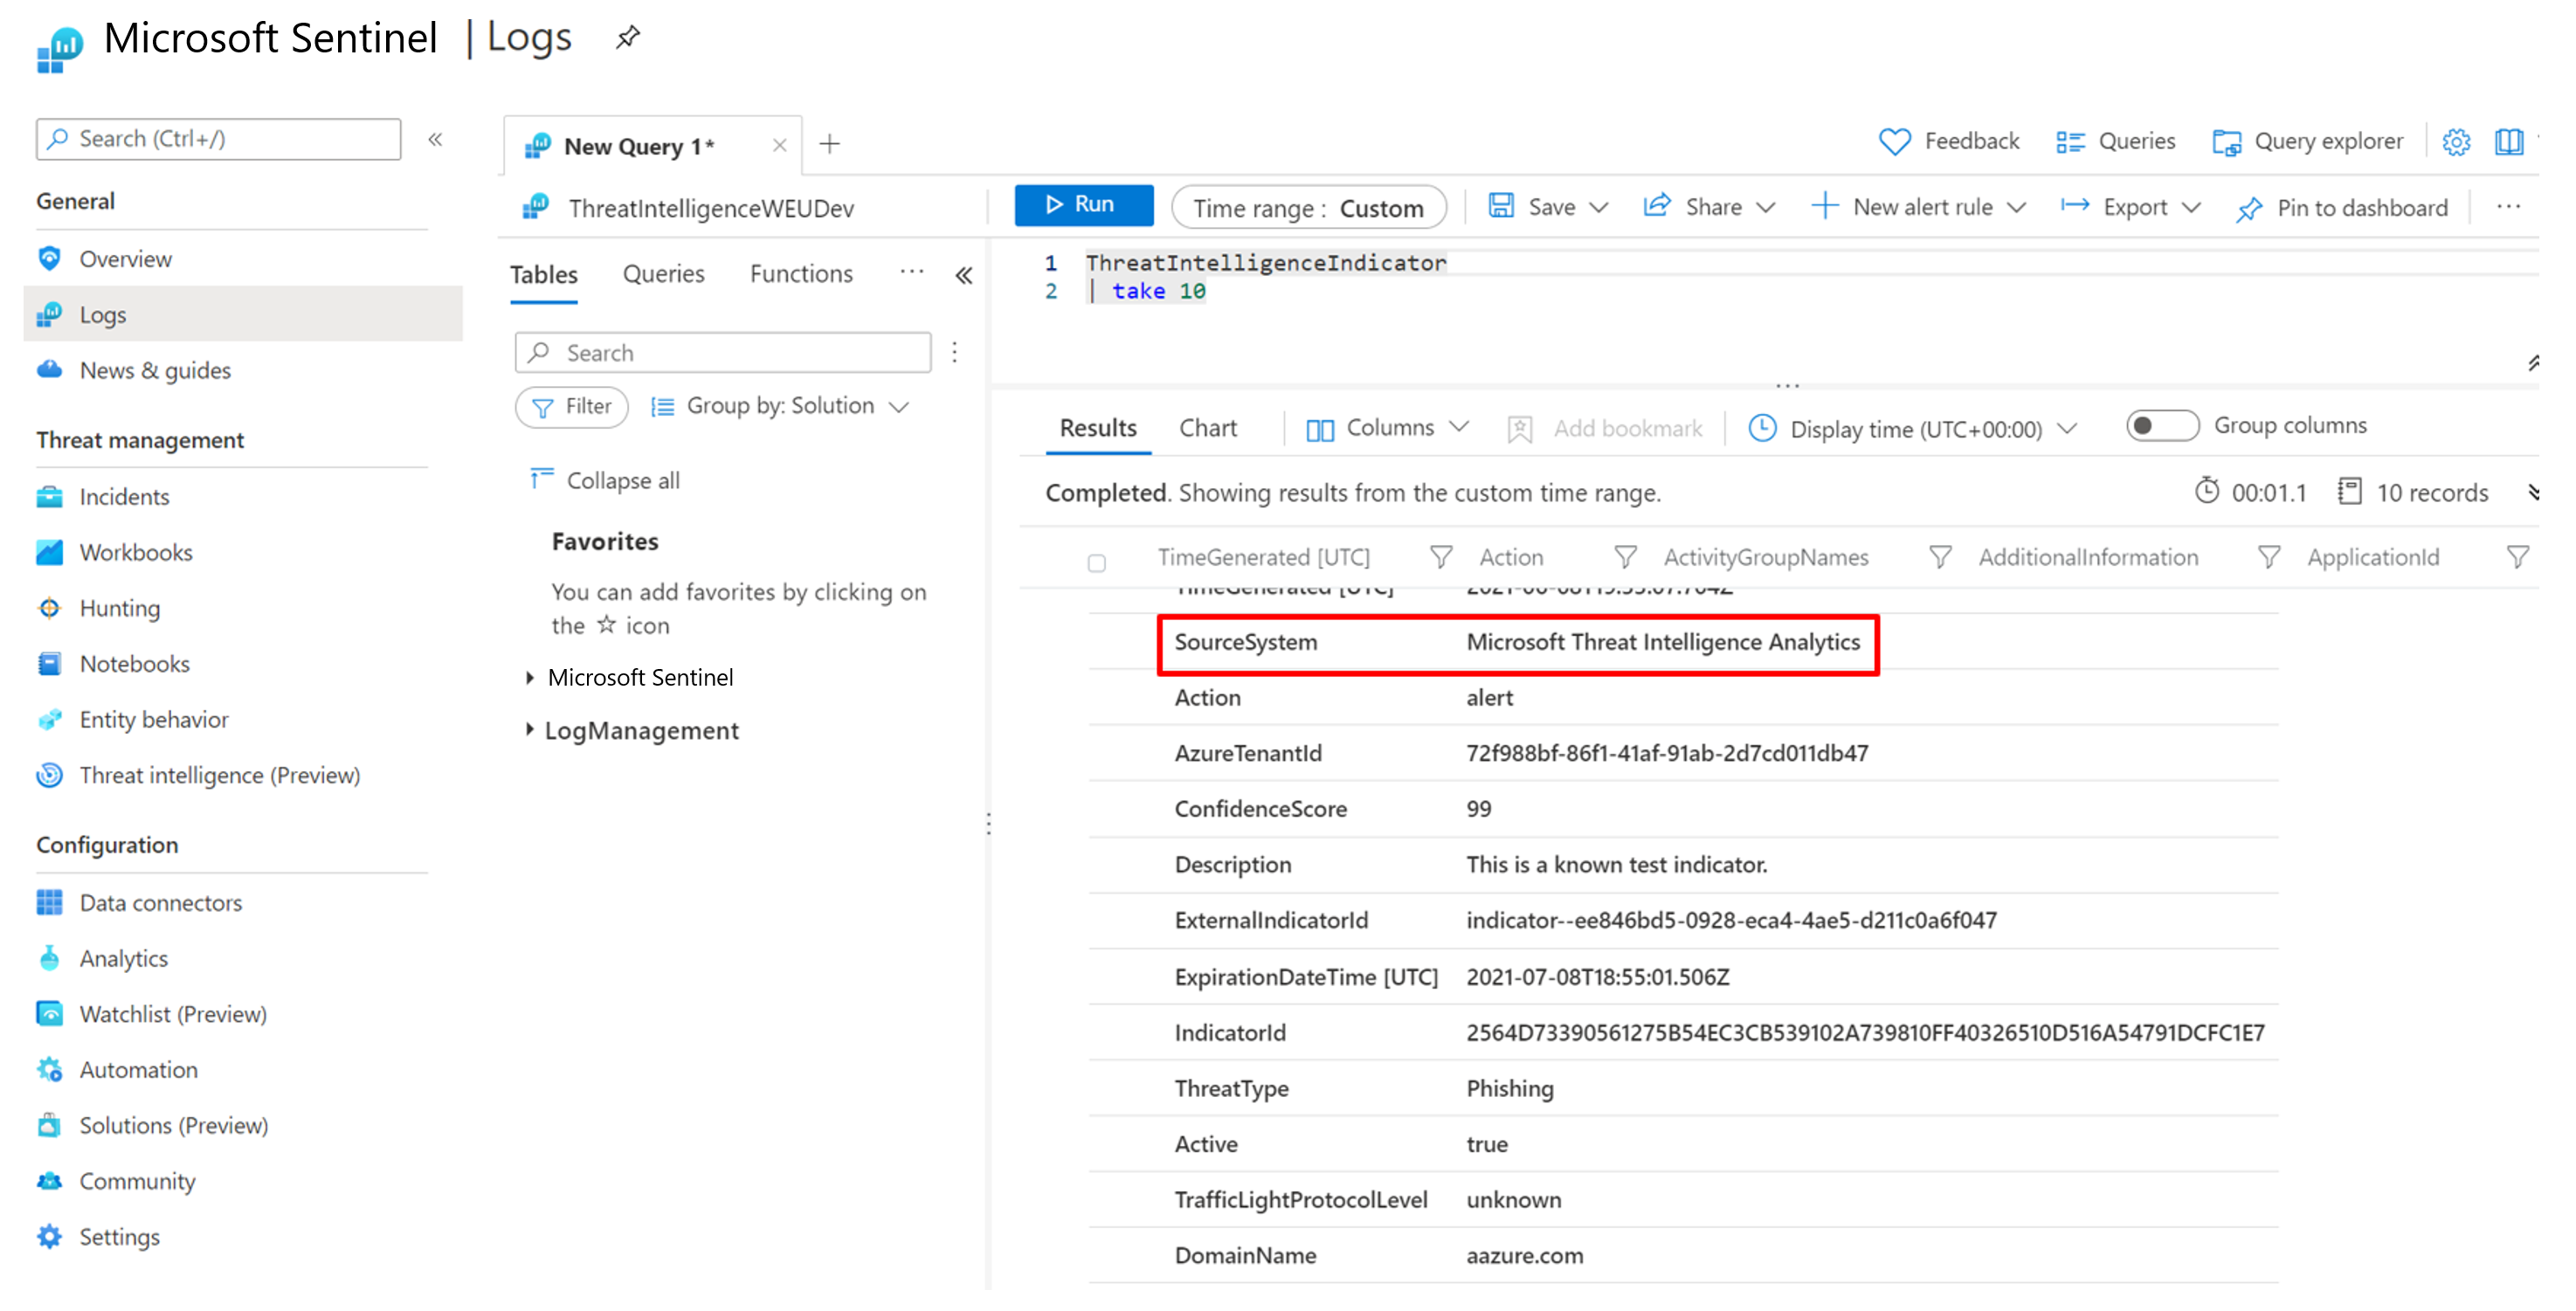 Microsoft Sentinel | Logs
Search (Ctrl+/)
General
Overview
Logs
News & guides
Threat management
Incidents
Workbooks
Hunting
Notebooks
Entity behavior
Threat intelligence (Preview)
Configuration
Data connectors
Analytics
Watchlist (Preview)
Automation
Solutions (Preview)
Community
Settings
New Query 1*
Feedback Queries Query explorer
ThreatIntelligenceWEUDev
Run Time range : Custom Save Share New alert rule Export Pin to dashboard
Tables Queries Functions
Search
Filter Group by: Solution
Collapse all
Favorites
You can add favorites by clicking on
the ☆ icon
Microsoft Sentinel
LogManagement
1 ThreatIntelligenceIndicator
2 | take 10
Results Chart Columns Add bookmark Display time (UTC+00:00) Group columns
Completed. Showing results from the custom time range. 00:01.1 10 records
TimeGenerated [UTC] Action ActivityGroupNames AdditionalInformation ApplicationId
TimeGenerated [UTC]
SourceSystem Microsoft Threat Intelligence Analytics
Action alert
AzureTenantId 72f988bf-86f1-41af-91ab-2d7cd011db47
ConfidenceScore 99
Description This is a known test indicator.
ExternalIndicatorId indicator--ee846bd5-0928-eca4-4ae5-d211c0a6f047
ExpirationDateTime [UTC] 2021-07-08T18:55:01.506Z
IndicatorId 2564D73390561275B54EC3CB539102A739810FF40326510D516A54791DCFC1E7
ThreatType Phishing
Active true
TrafficLightProtocolLevel unknown
DomainName aazure.com